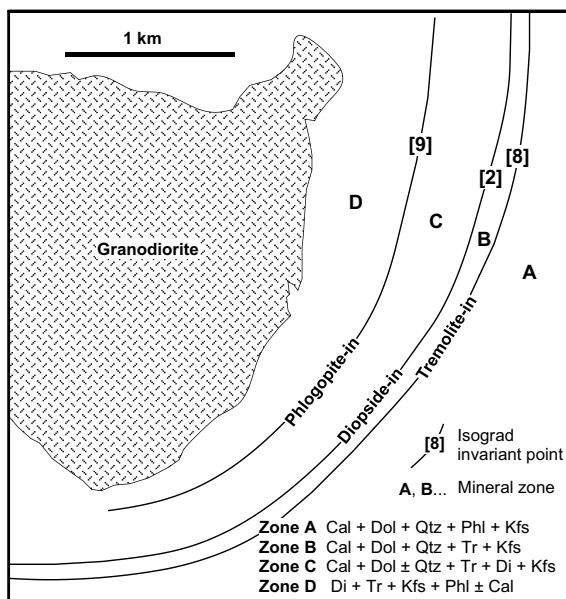 1 km
[9]
[8]
[2]
D
C
B
A
Granodiorite
Phlogopite-in
Diopside-in
Tremolite-in
[8] Isograd
invariant point
A, B... Mineral zone
Zone A Cal + Dol + Qtz + Phl + Kfs
Zone B Cal + Dol + Qtz + Tr + Kfs
Zone C Cal + Dol ± Qtz + Tr + Di + Kfs
Zone D Di + Tr + Kfs + Phl ± Cal